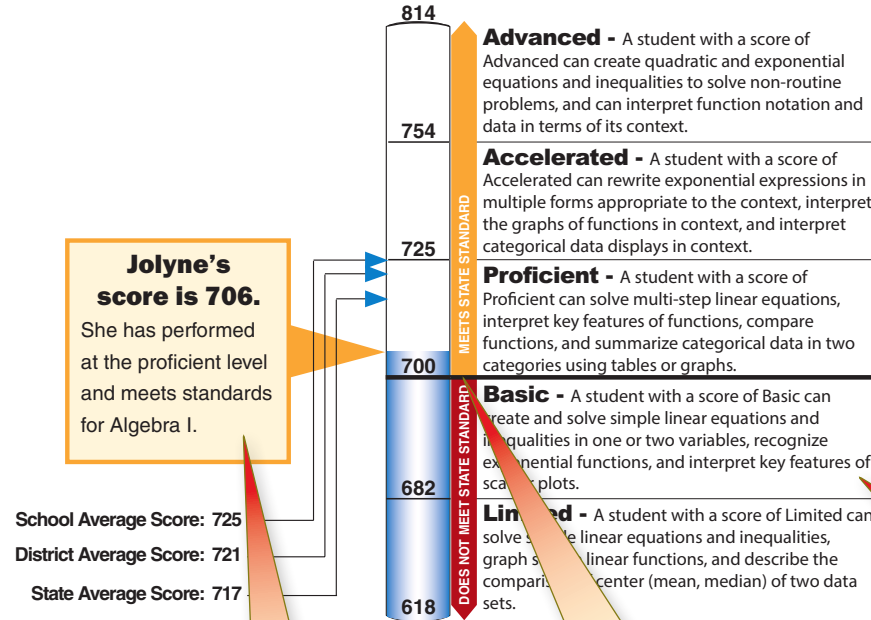 814
Advanced - A student with a score of
Advanced can create quadratic and exponential
equations and inequalities to solve non-routine
problems, and can interpret function notation and
data in terms of its context.
754
Accelerated - A student with a score of
Accelerated can rewrite exponential expressions in
multiple forms appropriate to the context, interpret
the graphs of functions in context, and interpret
categorical data displays in context.
725
Proficient - A student with a score of
Proficient can solve multi-step linear equations,
interpret key features of functions, compare
functions, and summarize categorical data in two
categories using tables or graphs.
700
Basic - A student with a score of Basic can
create and solve simple linear equations and
inequalities in one or two variables, recognize
exponential functions, and interpret key features of
scatter plots.
682
Limited - A student with a score of Limited can
solve linear equations and inequalities,
graph linear functions, and describe the
center (mean, median) of two data
sets.
618
MEETS STATE STANDARD
DOES NOT MEET STATE STANDARD
Jolyne's
score is 706.
She has performed
at the proficient level
and meets standards
for Algebra I.
School Average Score: 725
District Average Score: 721
State Average Score: 717